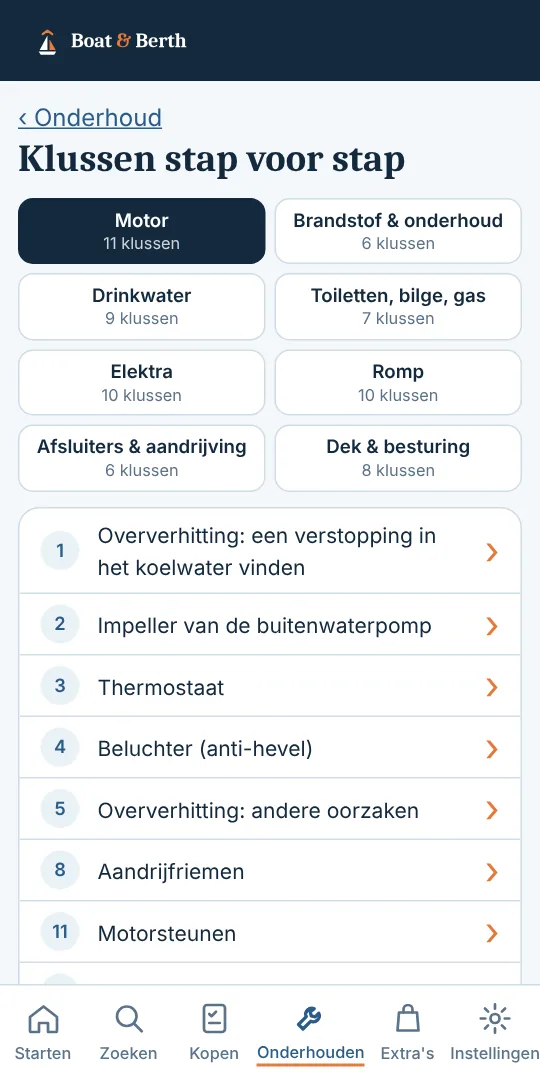 Boat & Berth
‹ Onderhoud
Klussen stap voor stap
Motor
11 klussen
Brandstof & onderhoud
6 klussen
Drinkwater
9 klussen
Toiletten, bilge, gas
7 klussen
Elektra
10 klussen
Romp
10 klussen
Afsluiters & aandrijving
6 klussen
Dek & besturing
8 klussen
1
Oververhitting: een verstopping in
het koelwater vinden
2 Impeller van de buitenwaterpomp
3 Thermostaat
4 Beluchter (anti-hevel)
5 Oververhitting: andere oorzaken
8 Aandrijfriemen
11 Motorsteunen
Starten Zoeken Kopen Onderhouden Extra's Instellingen